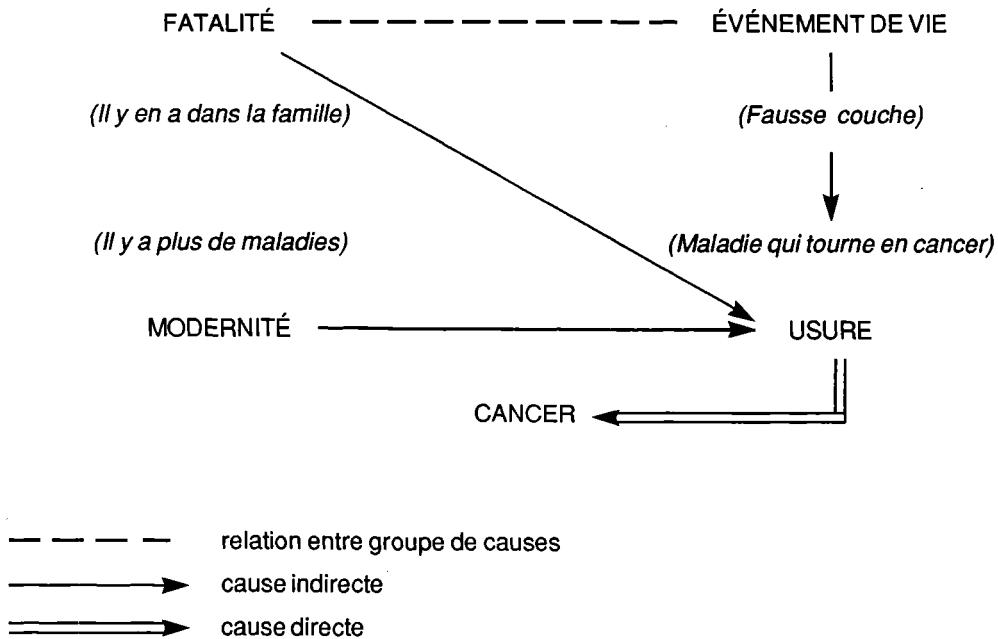 FATALITÉ
ÉVÉNEMENT DE VIE
(Il y en a dans la famille)
(Fausse couche)
(Il y a plus de maladies)
(Maladie qui tourne en cancer)
MODERNITÉ
USURE
CANCER
relation entre groupe de causes
cause indirecte
cause directe